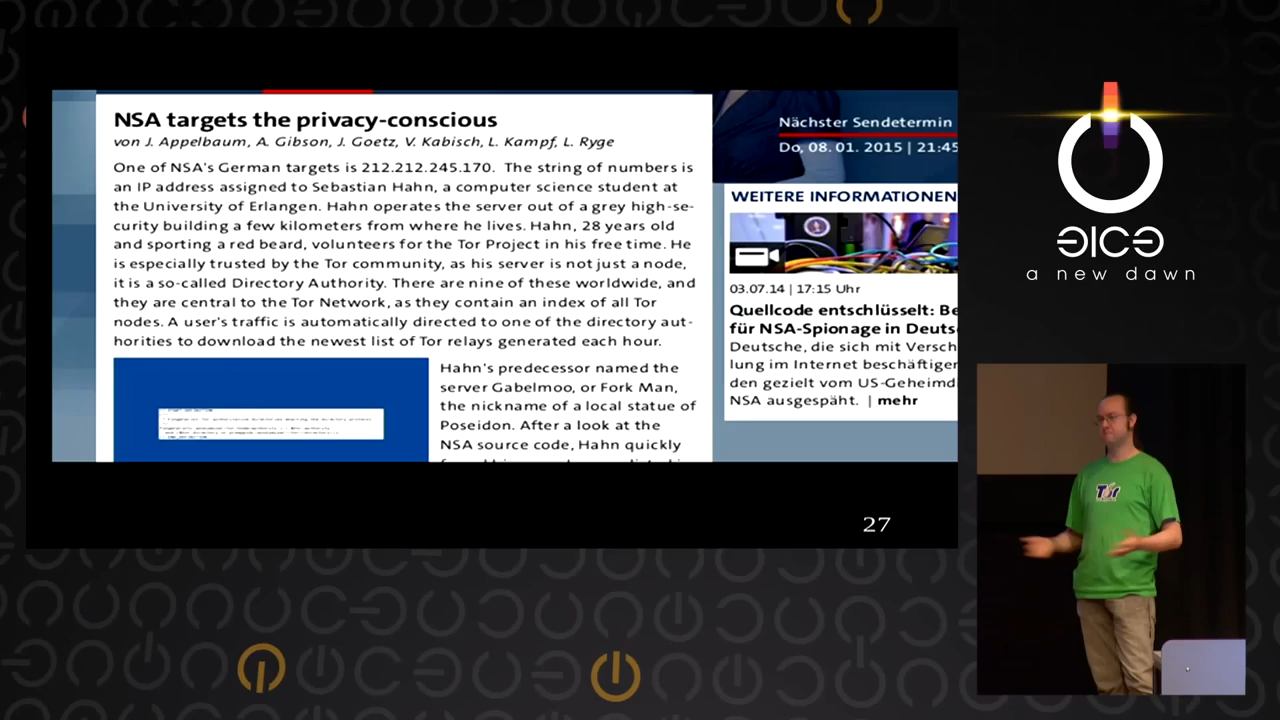 NSA targets the privacy-conscious
von J. Appelbaum, A. Gibson, J. Goetz, V. Kabisch, L. Kampf, L. Ryge
One of NSA's German targets is 212.212.245.170. The string of numbers is
an IP address assigned to Sebastian Hahn, a computer science student at
the University of Erlangen. Hahn operates the server out of a grey high-se-
curity building a few kilometers from where he lives. Hahn, 28 years old
and sporting a red beard, volunteers for the Tor Project in his free time. He
is especially trusted by the Tor community, as his server is not just a node,
it is a so-called Directory Authority. There are nine of these worldwide, and
they are central to the Tor Network, as they contain an index of all Tor
nodes. A user's traffic is automatically directed to one of the directory aut-
horities to download the newest list of Tor relays generated each hour.
Hahn's predecessor named the
server Gabelmoo, or Fork Man,
the nickname of a local statue of
Poseidon. After a look at the
NSA source code, Hahn quickly
Nächster Sendetermin
Do, 08. 01. 2015 | 21:45
WEITERE INFORMATIONEN
03.07.14 | 17:15 Uhr
Quellcode entschlüsselt: Be
für NSA-Spionage in Deuts
Deutsche, die sich mit Versch
lung im Internet beschäftiger
den gezielt vom US-Geheimd
NSA ausgespäht. | mehr
27
a new dawn
Tor